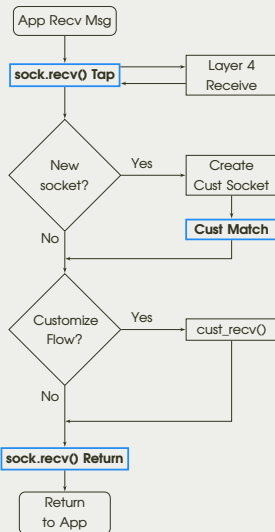 App Recv Msg
sock.recv() Tap
Layer 4
Receive
New
socket?
Yes
Create
Cust Socket
Cust Match
No
Customize
Flow?
Yes
cust_recv()
No
sock.recv() Return
Return
to App